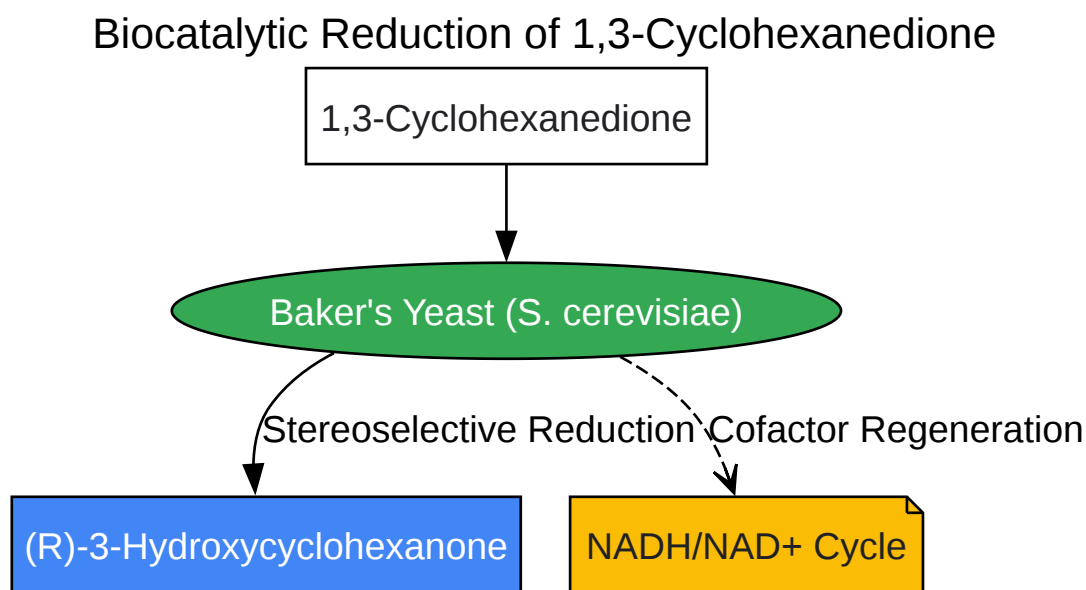 Biocatalytic Reduction of 1,3-Cyclohexanedione
1,3-Cyclohexanedione
Baker's Yeast (S. cerevisiae)
Stereoselective Reduction
Cofactor Regeneration
(R)-3-Hydroxycyclohexanone
NADH/NAD+ Cycle